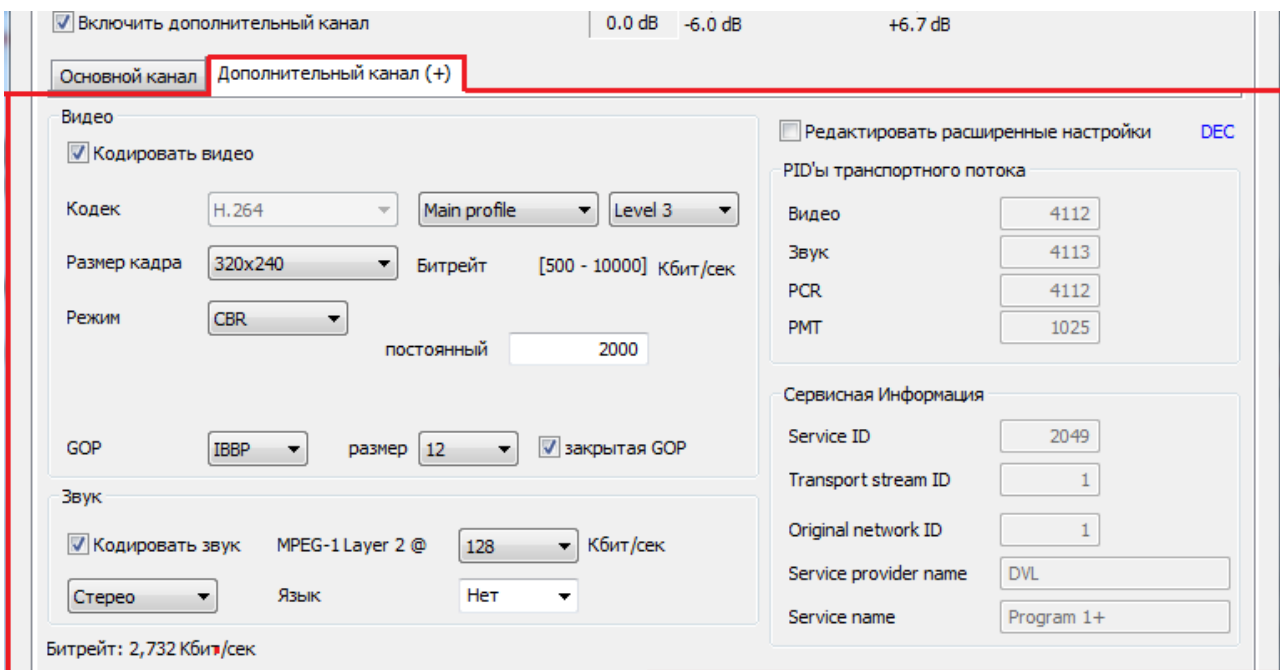 Включить дополнительный канал 0.0 dB -6.0 dB +6.7 dB
Основной канал Дополнительный канал (+)
Видео
Кодировать видео
Кодек H.264 Main profile Level 3
Размер кадра 320x240 Битрейт [500 - 10000] Кбит/сек
Режим CBR
постоянный 2000
GOP IBBP размер 12 закрытая GOP
Звук
Кодировать звук MPEG-1 Layer 2 @ 128 Кбит/сек
Стерео Язык Нет
Битрейт: 2,732 Кбит/сек
Редактировать расширенные настройки DEC
PID'ы транспортного потока
Видео 4112
Звук 4113
PCR 4112
PMT 1025
Сервисная Информация
Service ID 2049
Transport stream ID 1
Original network ID 1
Service provider name DVL
Service name Program 1+